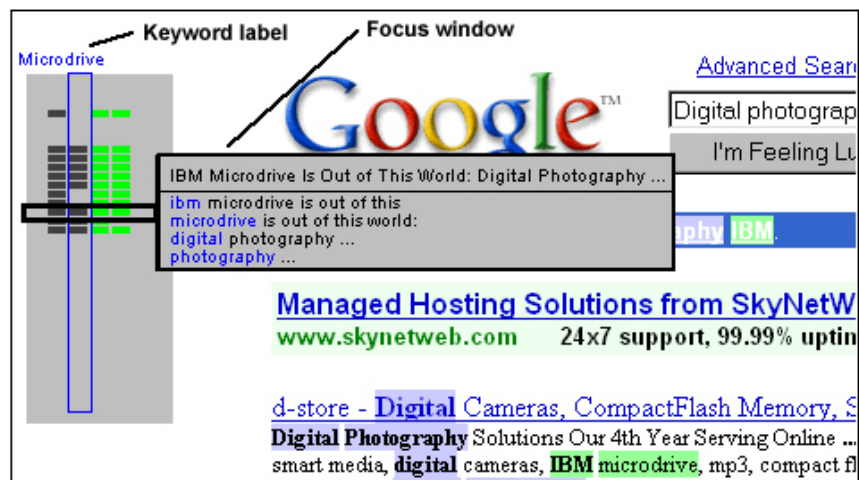 Keyword label
Focus window
Microdrive
Advanced Sear
Google™
Digital photograp
I'm Feeling Lu
IBM Microdrive Is Out of This World: Digital Photography ...
ibm microdrive is out of this
microdrive is out of this world:
digital photography ...
photography ...
aphy IBM.
Managed Hosting Solutions from SkyNetW
www.skynetweb.com 24x7 support, 99.99% uptin
d-store - Digital Cameras, CompactFlash Memory, S
Digital Photography Solutions Our 4th Year Serving Online ...
smart media, digital cameras, IBM microdrive, mp3, compact fl